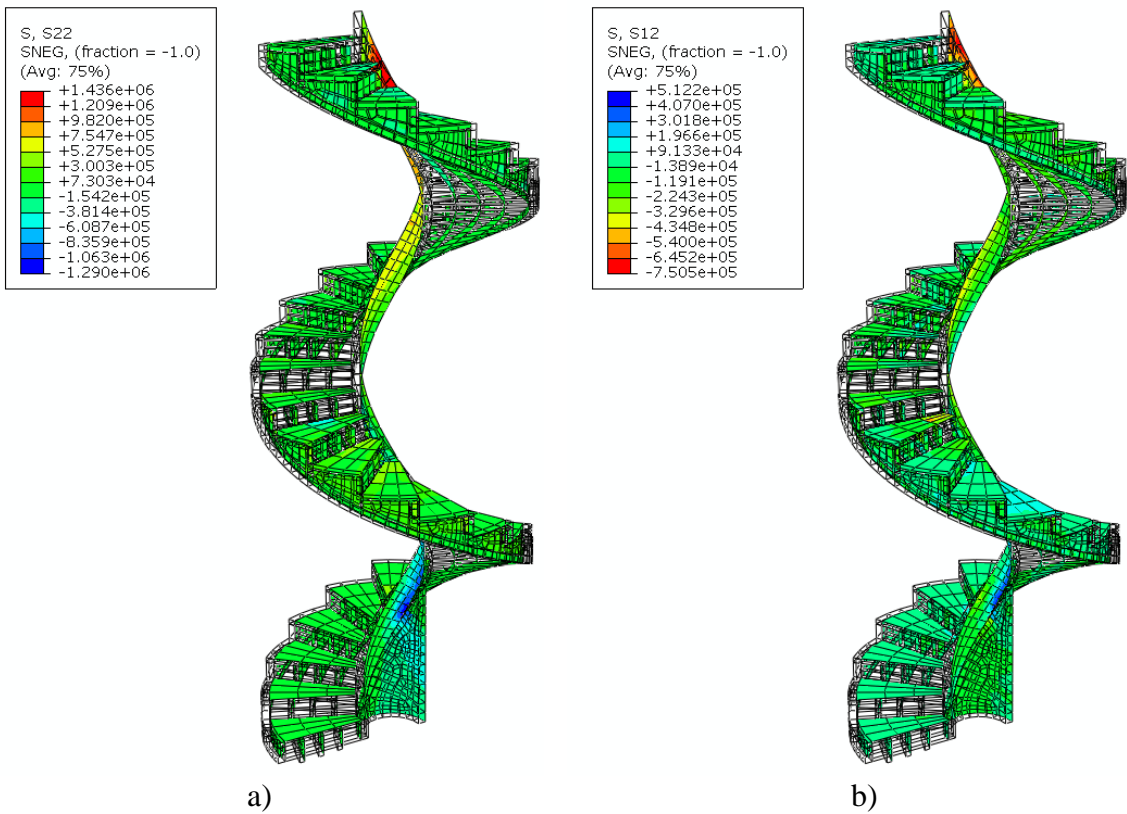 S, S22
SNEG, (fraction = -1.0)
(Avg: 75%)
+1.436e+06
+1.209e+06
+9.820e+05
+7.547e+05
+5.275e+05
+3.003e+05
+7.303e+04
-1.542e+05
-3.814e+05
-6.087e+05
-8.359e+05
-1.063e+06
-1.290e+06
S, S12
SNEG, (fraction = -1.0)
(Avg: 75%)
+5.122e+05
+4.070e+05
+3.018e+05
+1.966e+05
+9.133e+04
-1.389e+04
-1.191e+05
-2.243e+05
-3.296e+05
-4.348e+05
-5.400e+05
-6.452e+05
-7.505e+05
a)
b)